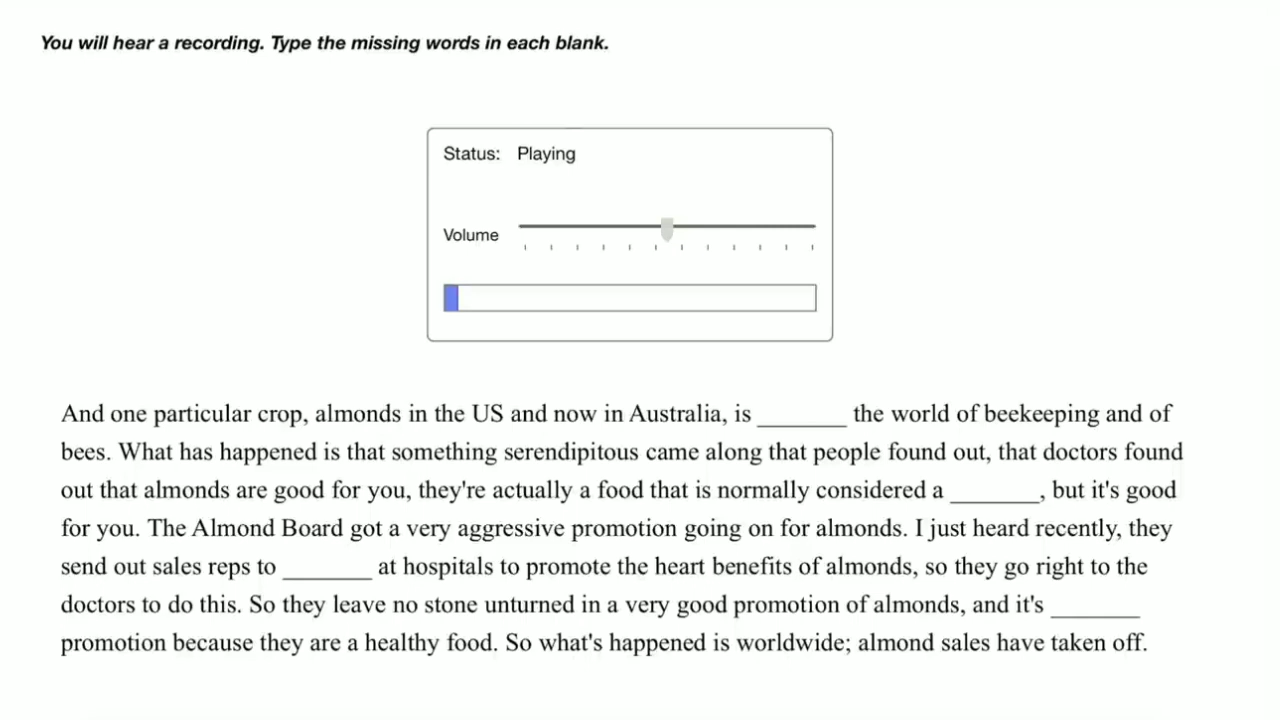 You will hear a recording. Type the missing words in each blank.
Status: Playing
Volume
And one particular crop, almonds in the US and now in Australia, is _______ the world of beekeeping and of
bees. What has happened is that something serendipitous came along that people found out, that doctors found
out that almonds are good for you, they're actually a food that is normally considered a _______, but it's good
for you. The Almond Board got a very aggressive promotion going on for almonds. I just heard recently, they
send out sales reps to _______ at hospitals to promote the heart benefits of almonds, so they go right to the
doctors to do this. So they leave no stone unturned in a very good promotion of almonds, and it's _______
promotion because they are a healthy food. So what's happened is worldwide; almond sales have taken off.